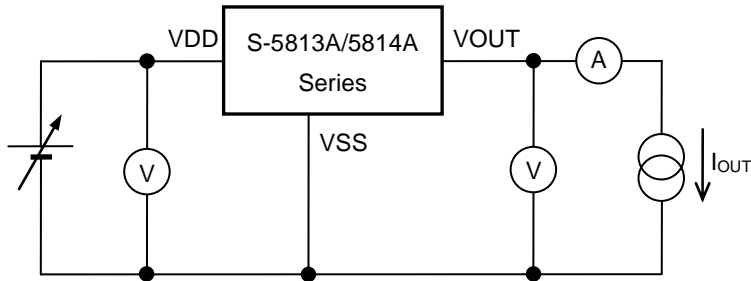 VDD
S-5813A/5814A
Series
VOUT
A
VSS
V
V
IOUT